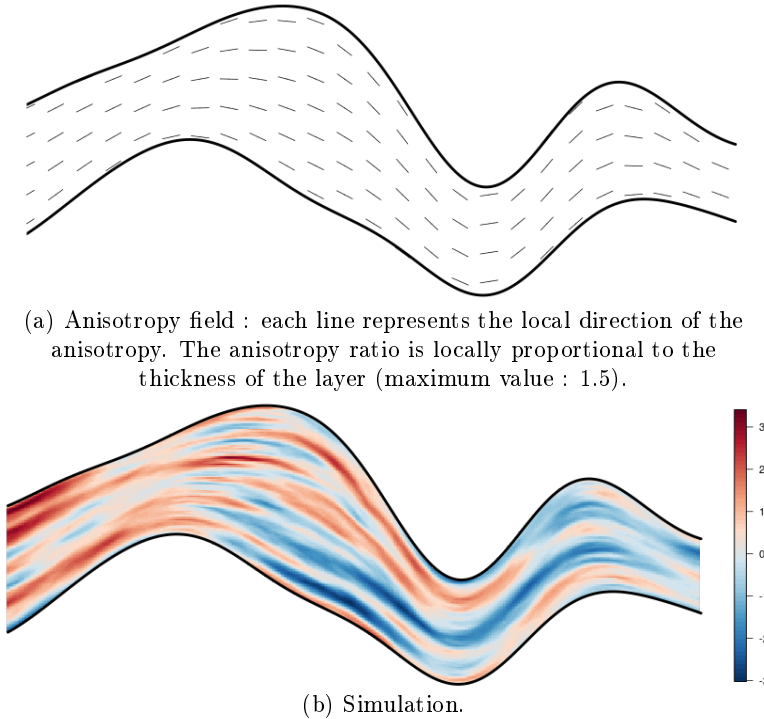 (a) Anisotropy field : each line represents the local direction of the
anisotropy. The anisotropy ratio is locally proportional to the
thickness of the layer (maximum value : 1.5).
3
2
1
0
(b) Simulation.